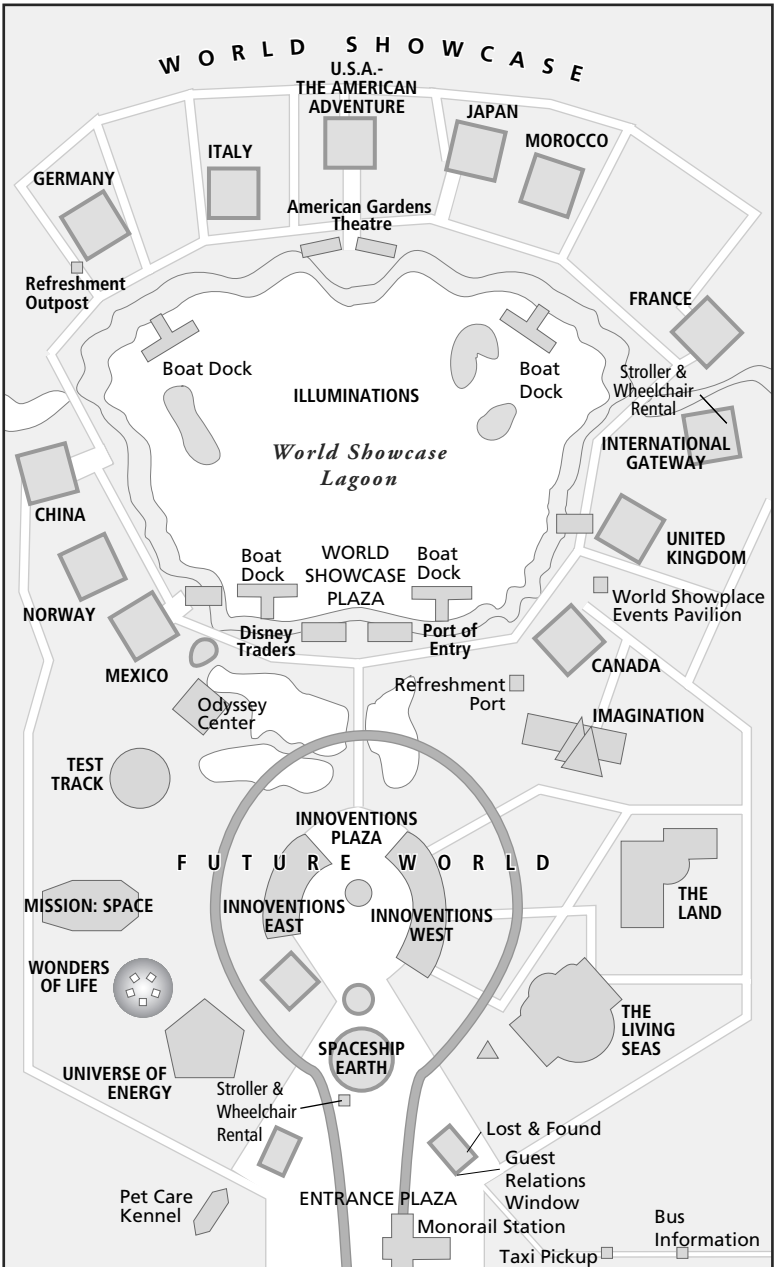 WORLD SHOWCASE
U.S.A.-
THE AMERICAN
ADVENTURE
JAPAN
MOROCCO
ITALY
GERMANY
American Gardens
Theatre
Refreshment
Outpost
FRANCE
Boat Dock
Boat
Dock
Stroller &
Wheelchair
Rental
ILLUMINATIONS
INTERNATIONAL
GATEWAY
World Showcase
Lagoon
CHINA
UNITED
KINGDOM
Boat
Dock
WORLD
SHOWCASE
PLAZA
Boat
Dock
NORWAY
World Showplace
Events Pavilion
Disney
Traders
Port of
Entry
MEXICO
CANADA
Refreshment
Port
Odyssey
Center
IMAGINATION
TEST
TRACK
INNOVENTIONS
PLAZA
FUTURE WORLD
MISSION: SPACE
INNOVENTIONS
EAST
INNOVENTIONS
WEST
THE
LAND
WONDERS
OF LIFE
THE
LIVING
SEAS
SPACESHIP
EARTH
UNIVERSE OF
ENERGY
Stroller &
Wheelchair
Rental
Lost & Found
Guest
Relations
Window
Pet Care
Kennel
ENTRANCE PLAZA
Monorail Station
Bus
Information
Taxi Pickup